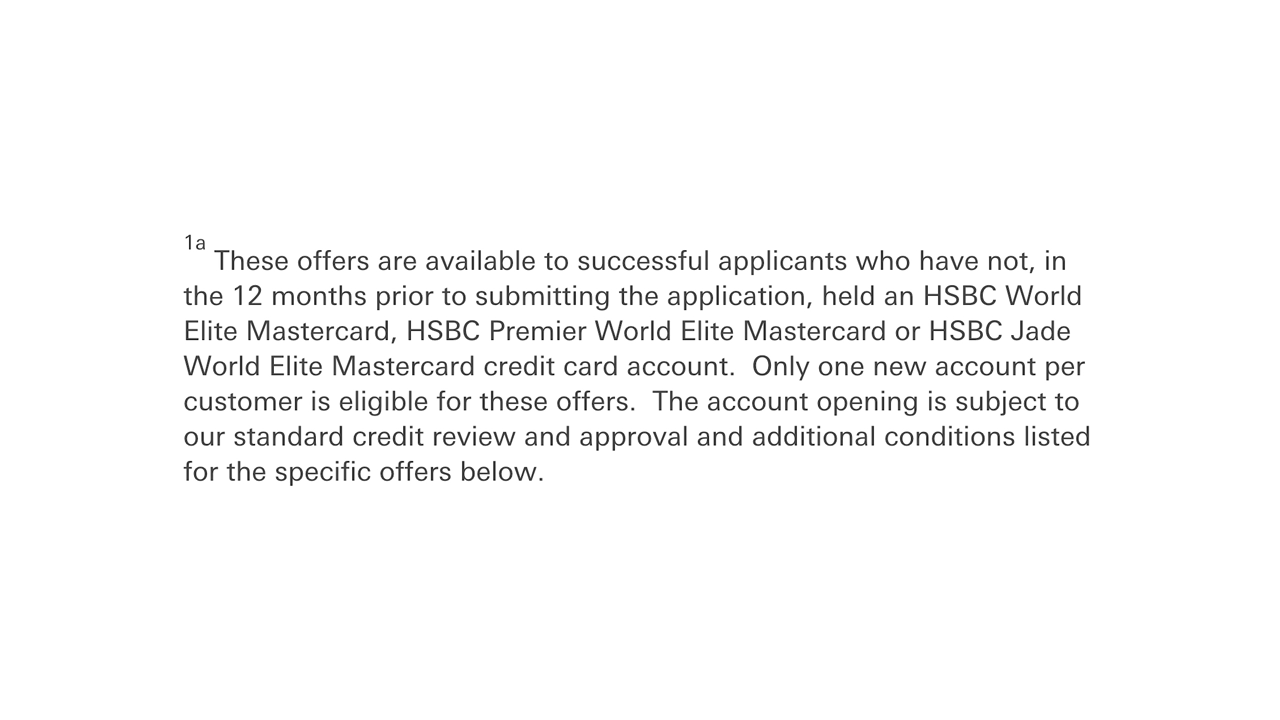 1a These offers are available to successful applicants who have not, in
the 12 months prior to submitting the application, held an HSBC World
Elite Mastercard, HSBC Premier World Elite Mastercard or HSBC Jade
World Elite Mastercard credit card account.  Only one new account per
customer is eligible for these offers.  The account opening is subject to
our standard credit review and approval and additional conditions listed
for the specific offers below.